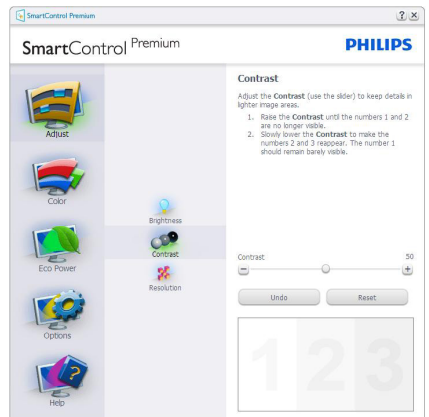 SmartControl Premium
? ×
SmartControl Premium
PHILIPS
Adjust
Color
Eco Power
Options
Help
Brightness
Contrast
Resolution
Contrast
Adjust the Contrast (use the slider) to keep details in
lighter image areas.
1. Raise the Contrast until the numbers 1 and 2
are no longer visible.
2. Slowly lower the Contrast to make the
numbers 2 and 3 reappear. The number 1
should remain barely visible.
Contrast 50
Undo Reset
1 2 3